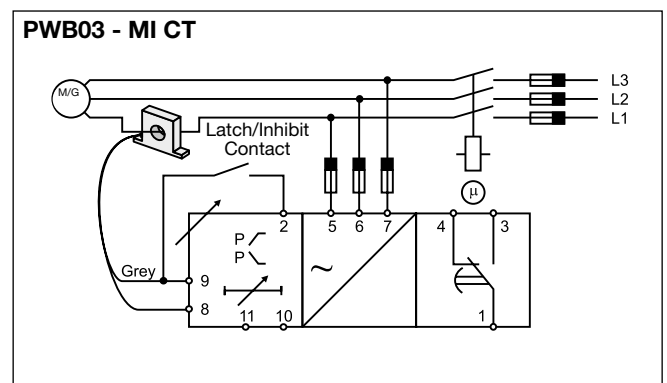 PWB03 - MI CT
M/G
L3
L2
L1
Latch/Inhibit
Contact
μ
2
5
6
7
4
3
P
P
~
Grey
9
8
11
10
1